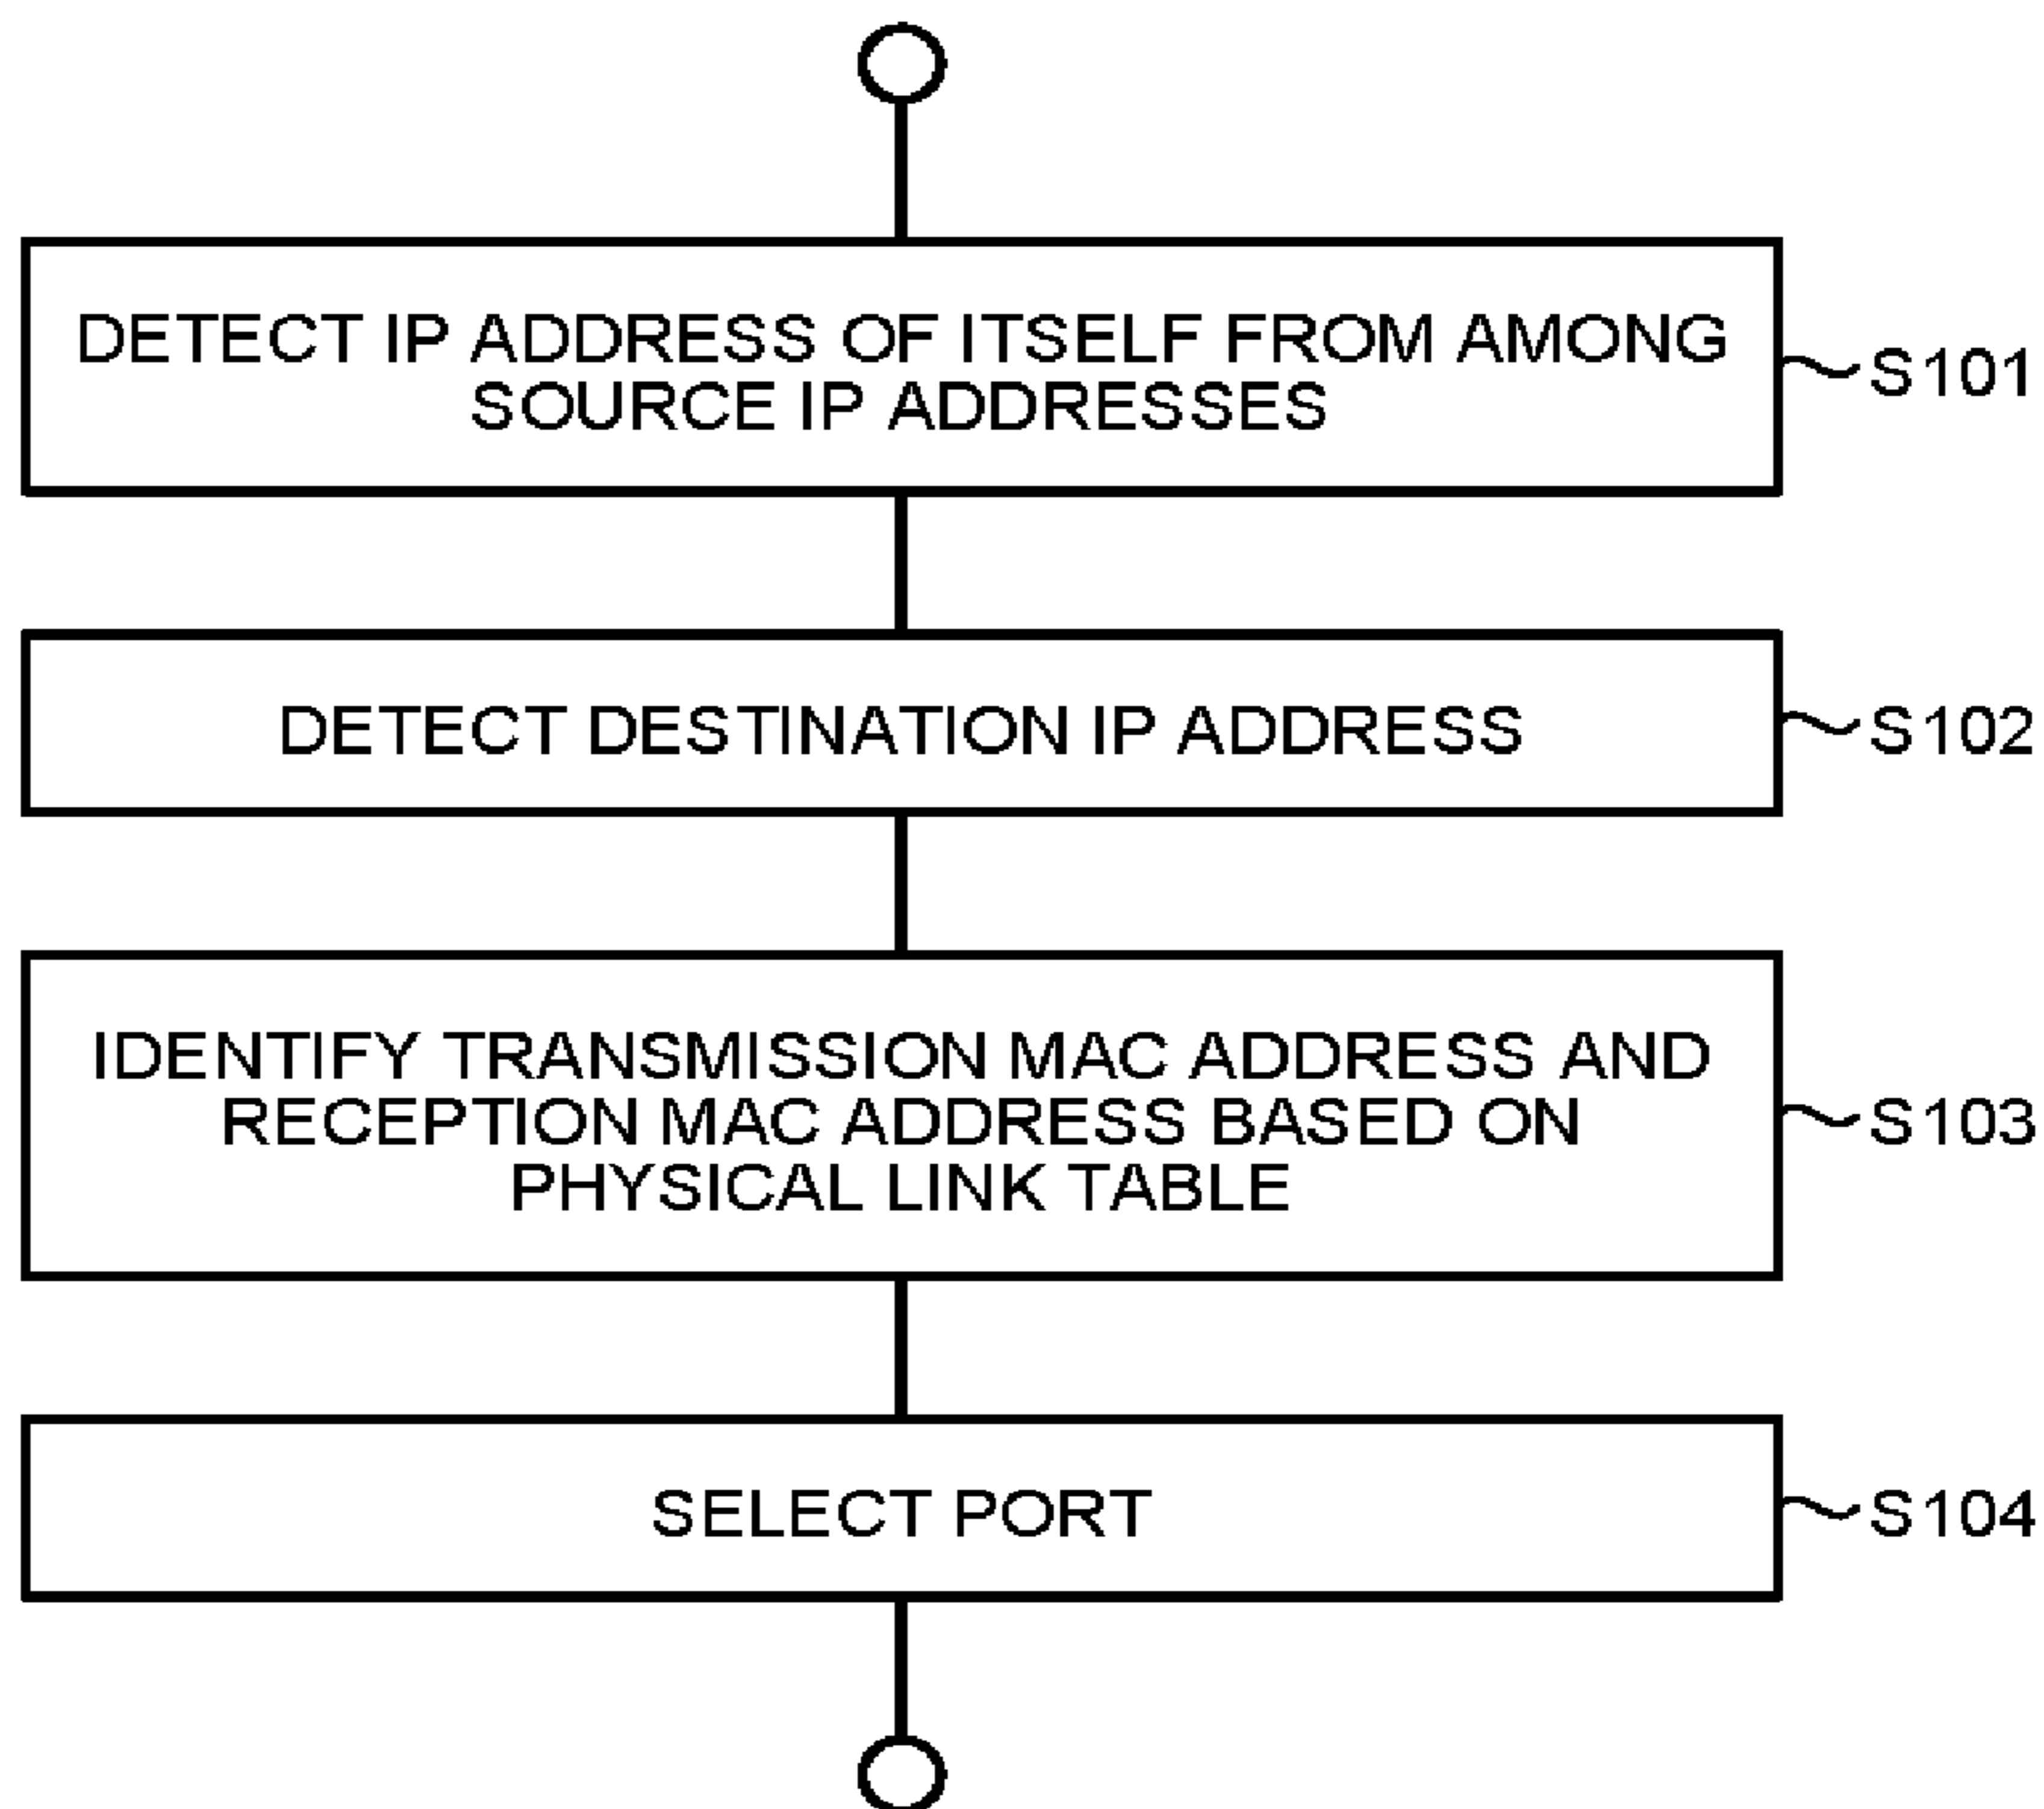 DETECT IP ADDRESS OF ITSELF FROM AMONG
SOURCE IP ADDRESSES
S101
DETECT DESTINATION IP ADDRESS
S102
IDENTIFY TRANSMISSION MAC ADDRESS AND
RECEPTION MAC ADDRESS BASED ON
PHYSICAL LINK TABLE
S103
SELECT PORT
S104